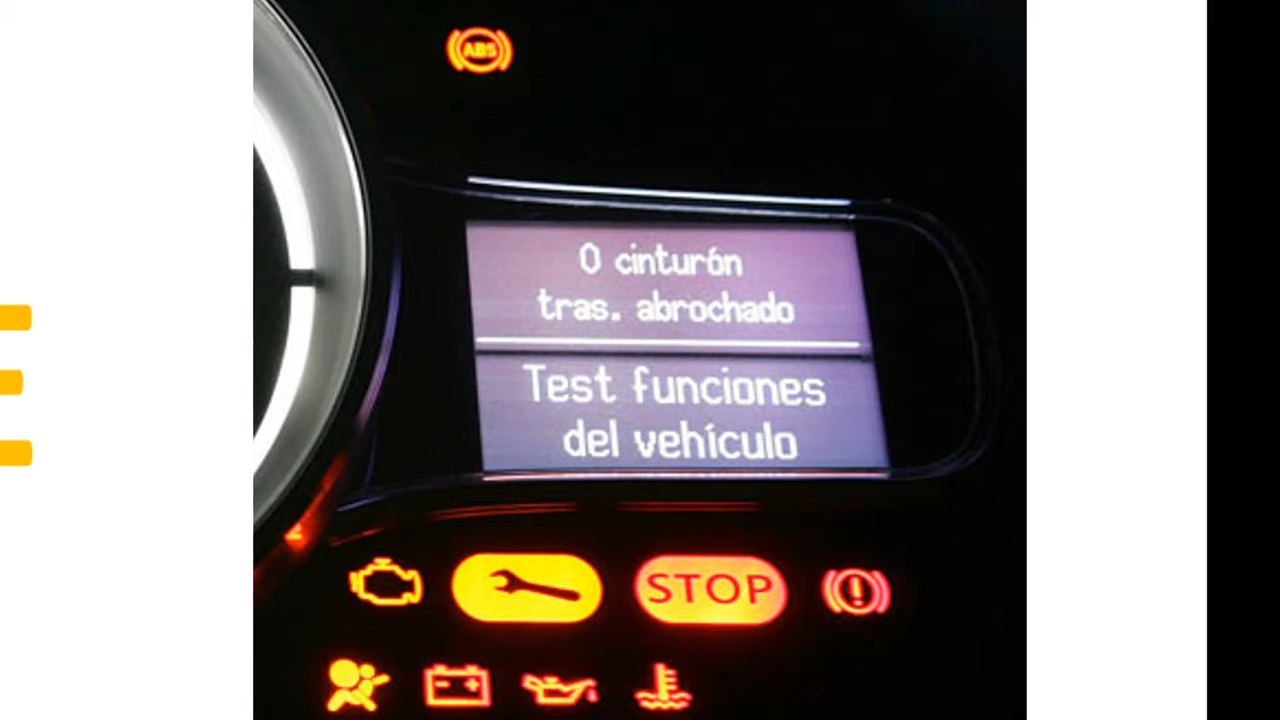 ABS
0 cinturón
tras. abrochado
Test funciones
del vehículo
STOP